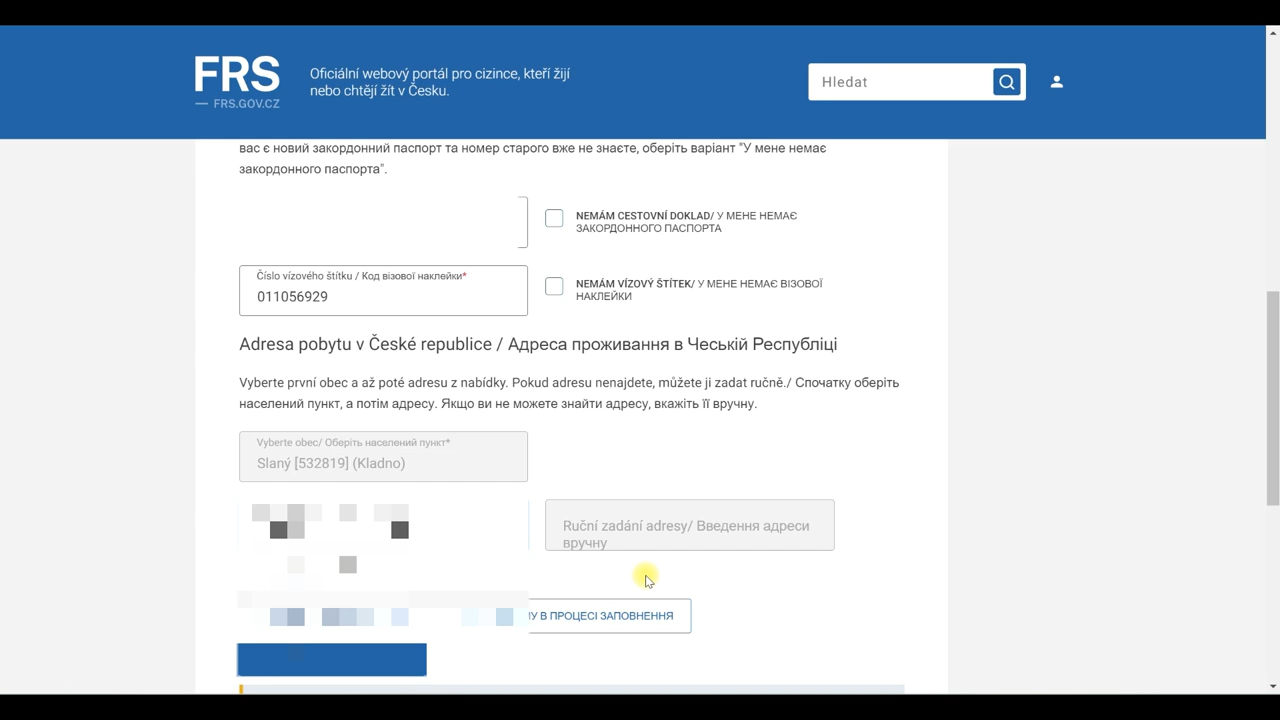 FRS
— FRS.GOV.CZ
Oficiální webový portál pro cizince, kteří žijí
nebo chtějí žít v Česku.
Hledat
вас є новий закордонний паспорт та номер старого вже не знаєте, оберіть варіант "У мене немає
закордонного паспорта".
NEMÁM CESTOVNÍ DOKLAD/ У МЕНЕ НЕМАЄ
ЗАКОРДОННОГО ПАСПОРТА
Číslo vízového štítku / Код візової наклейки*
011056929
NEMÁM VÍZOVÝ ŠTÍTEK/ У МЕНЕ НЕМАЄ ВІЗОВОЇ
НАКЛЕЙКИ
Adresa pobytu v České republice / Адреса проживання в Чеській Республіці
Vyberte první obec a až poté adresu z nabídky. Pokud adresu nenajdete, můžete ji zadat ručně./ Спочатку оберіть
населений пункт, а потім адресу. Якщо ви не можете знайти адресу, вкажіть її вручну.
Vyberte obec/ Оберіть населений пункт*
Slaný [532819] (Kladno)
Ruční zadání adresy/ Введення адреси
вручну
В ПРОЦЕСІ ЗАПОВНЕННЯ